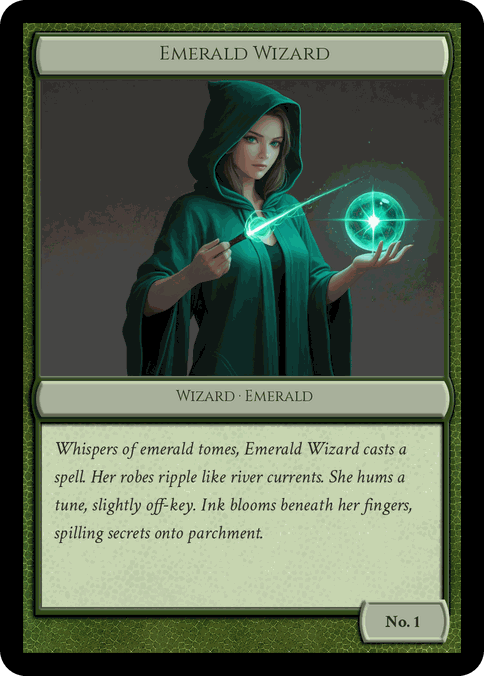 Emerald Wizard
Wizard · Emerald
Whispers of emerald tomes, Emerald Wizard casts a
spell. Her robes ripple like river currents. She hums a
tune, slightly off-key. Ink blooms beneath her fingers,
spilling secrets onto parchment.
No. 1